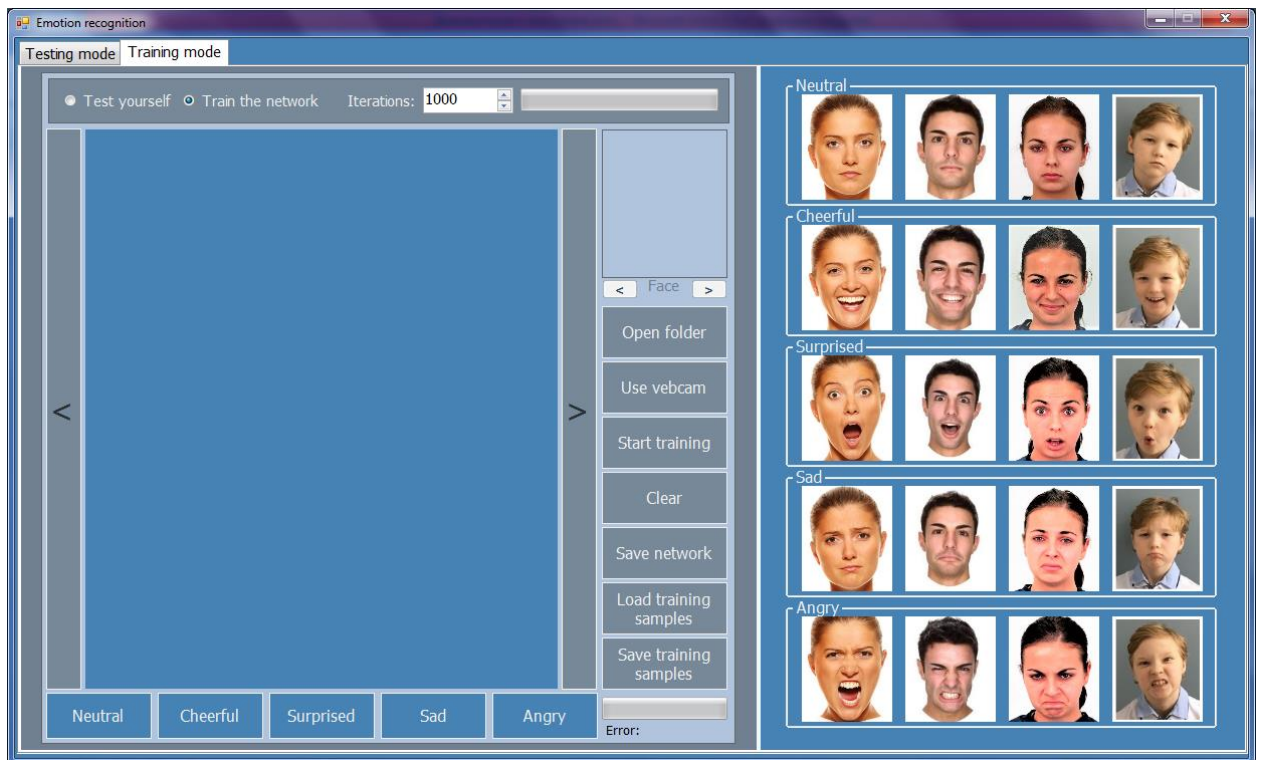 Emotion recognition
Testing mode
Training mode
Test yourself
Train the network
Iterations:
1000
<
>
< Face >
Open folder
Use vebcam
Start training
Clear
Save network
Load training
samples
Save training
samples
Neutral
Cheerful
Surprised
Sad
Angry
Error:
Neutral
Cheerful
Surprised
Sad
Angry